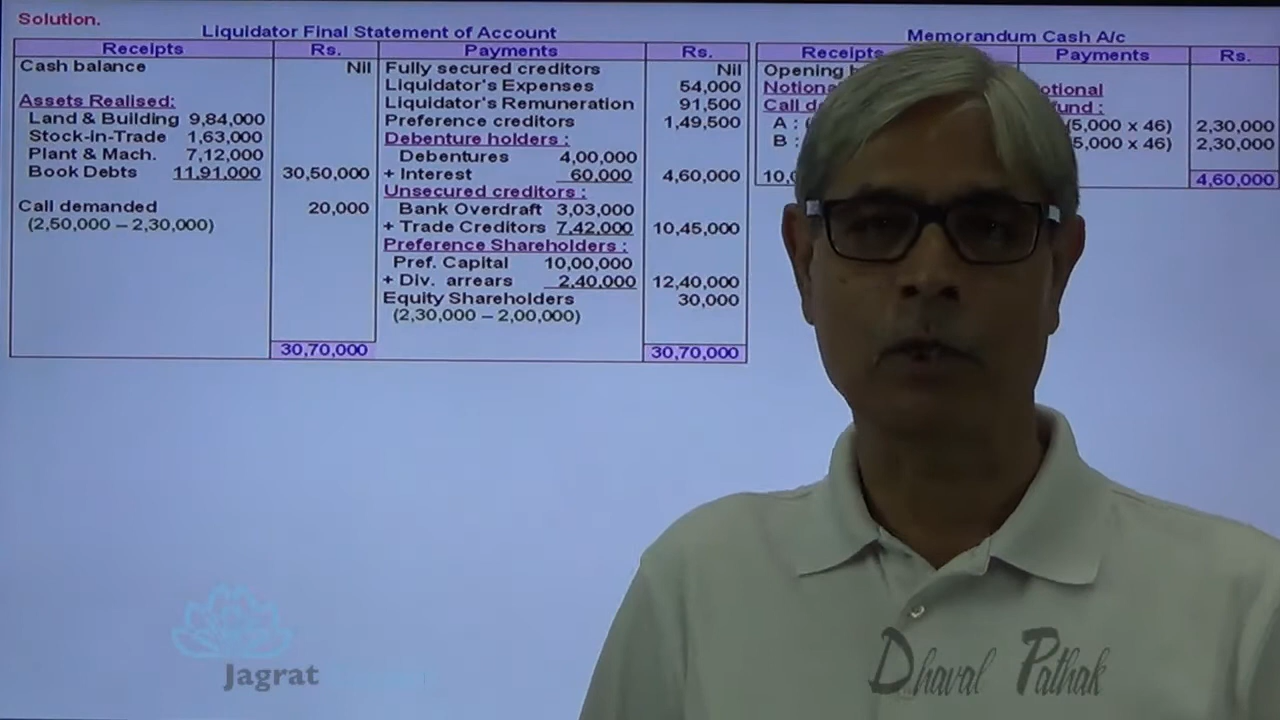 Solution.
Liquidator Final Statement of Account
Receipts Rs. Payments Rs.
Cash balance Nil Fully secured creditors Nil
Liquidator's Expenses 54,000
Assets Realised: Liquidator's Remuneration 91,500
Land & Building 9,84,000 Preference creditors 1,49,500
Stock-in-Trade 1,63,000 Debenture holders :
Plant & Mach. 7,12,000 Debentures 4,00,000
Book Debts 11,91,000 30,50,000 + Interest 60,000 4,60,000
Unsecured creditors :
Call demanded 20,000 Bank Overdraft 3,03,000
(2,50,000 – 2,30,000) + Trade Creditors 7,42,000 10,45,000
Preference Shareholders :
Pref. Capital 10,00,000
+ Div. arrears 2,40,000 12,40,000
Equity Shareholders 30,000
(2,30,000 – 2,00,000)
30,70,000 30,70,000
Memorandum Cash A/c
Receipts Payments Rs.
Opening
Call
A : (5,000 x 46) 2,30,000
B : 5,000 x 46) 2,30,000
4,60,000
Jagrat
Dhaval Pathak